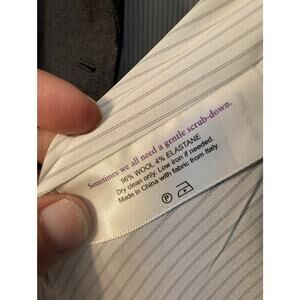 Sometimes we all need a gentle scrub-down.
96% WOOL 4% ELASTANE
Dry clean only. Low iron if needed.
Made in China with fabric from Italy.
P